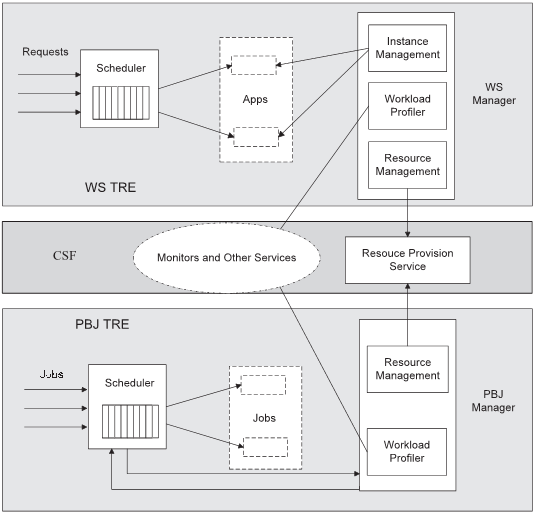 Requests
Scheduler
Apps
Instance
Management
Workload
Profiler
Resource
Management
WS
Manager
WS TRE
CSF
Monitors and Other Services
Resouce Provision
Service
PBJ TRE
Jobs
Scheduler
Jobs
Resource
Management
Workload
Profiler
PBJ
Manager